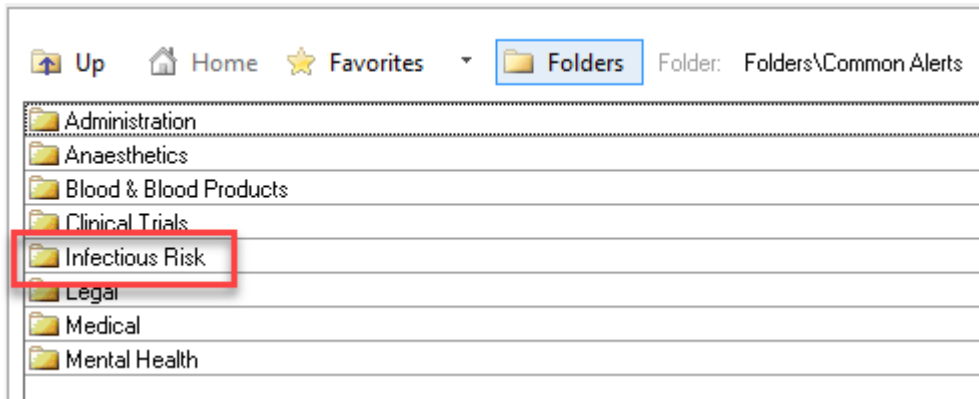 Up Home Favorites Folders Folder: Folders\Common Alerts
Administration
Anaesthetics
Blood & Blood Products
Clinical Trials
Infectious Risk
Legal
Medical
Mental Health